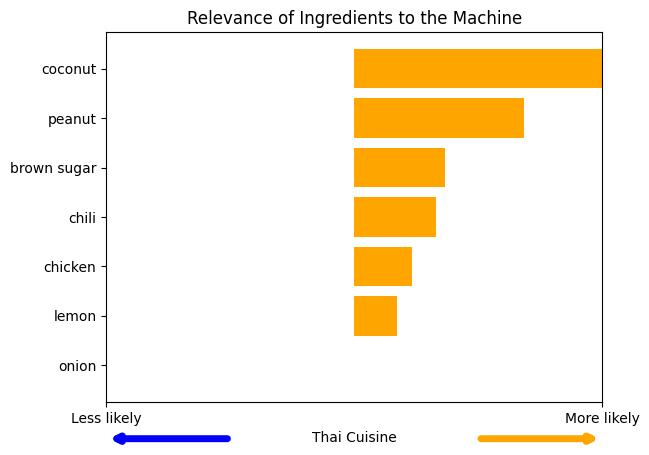 Relevance of Ingredients to the Machine
coconut
peanut
brown sugar
chili
chicken
lemon
onion
Less likely
More likely
Thai Cuisine